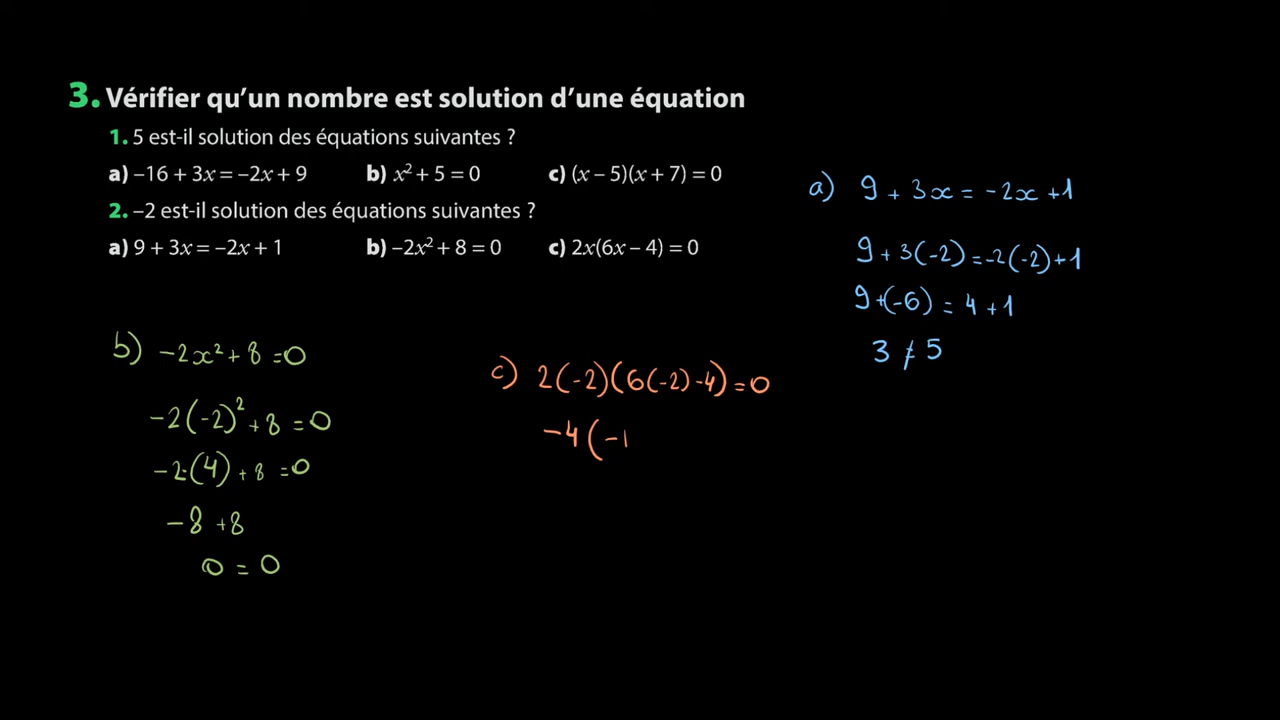 3. Vérifier qu'un nombre est solution d'une équation
1. 5 est-il solution des équations suivantes ?
a) –16 + 3x = –2x + 9 b) x² + 5 = 0 c) (x – 5)(x + 7) = 0
2. –2 est-il solution des équations suivantes ?
a) 9 + 3x = –2x + 1 b) –2x² + 8 = 0 c) 2x(6x – 4) = 0
a) 9 + 3x = -2x +1
9 + 3(-2) = -2(-2)+1
9+(-6) = 4 +1
3 ≠ 5
b) -2x² + 8 = 0
-2(-2)² + 8 = 0
-2·(4) + 8 = 0
-8 +8
0 = 0
c) 2(-2)(6(-2)-4) = 0
-4(-1